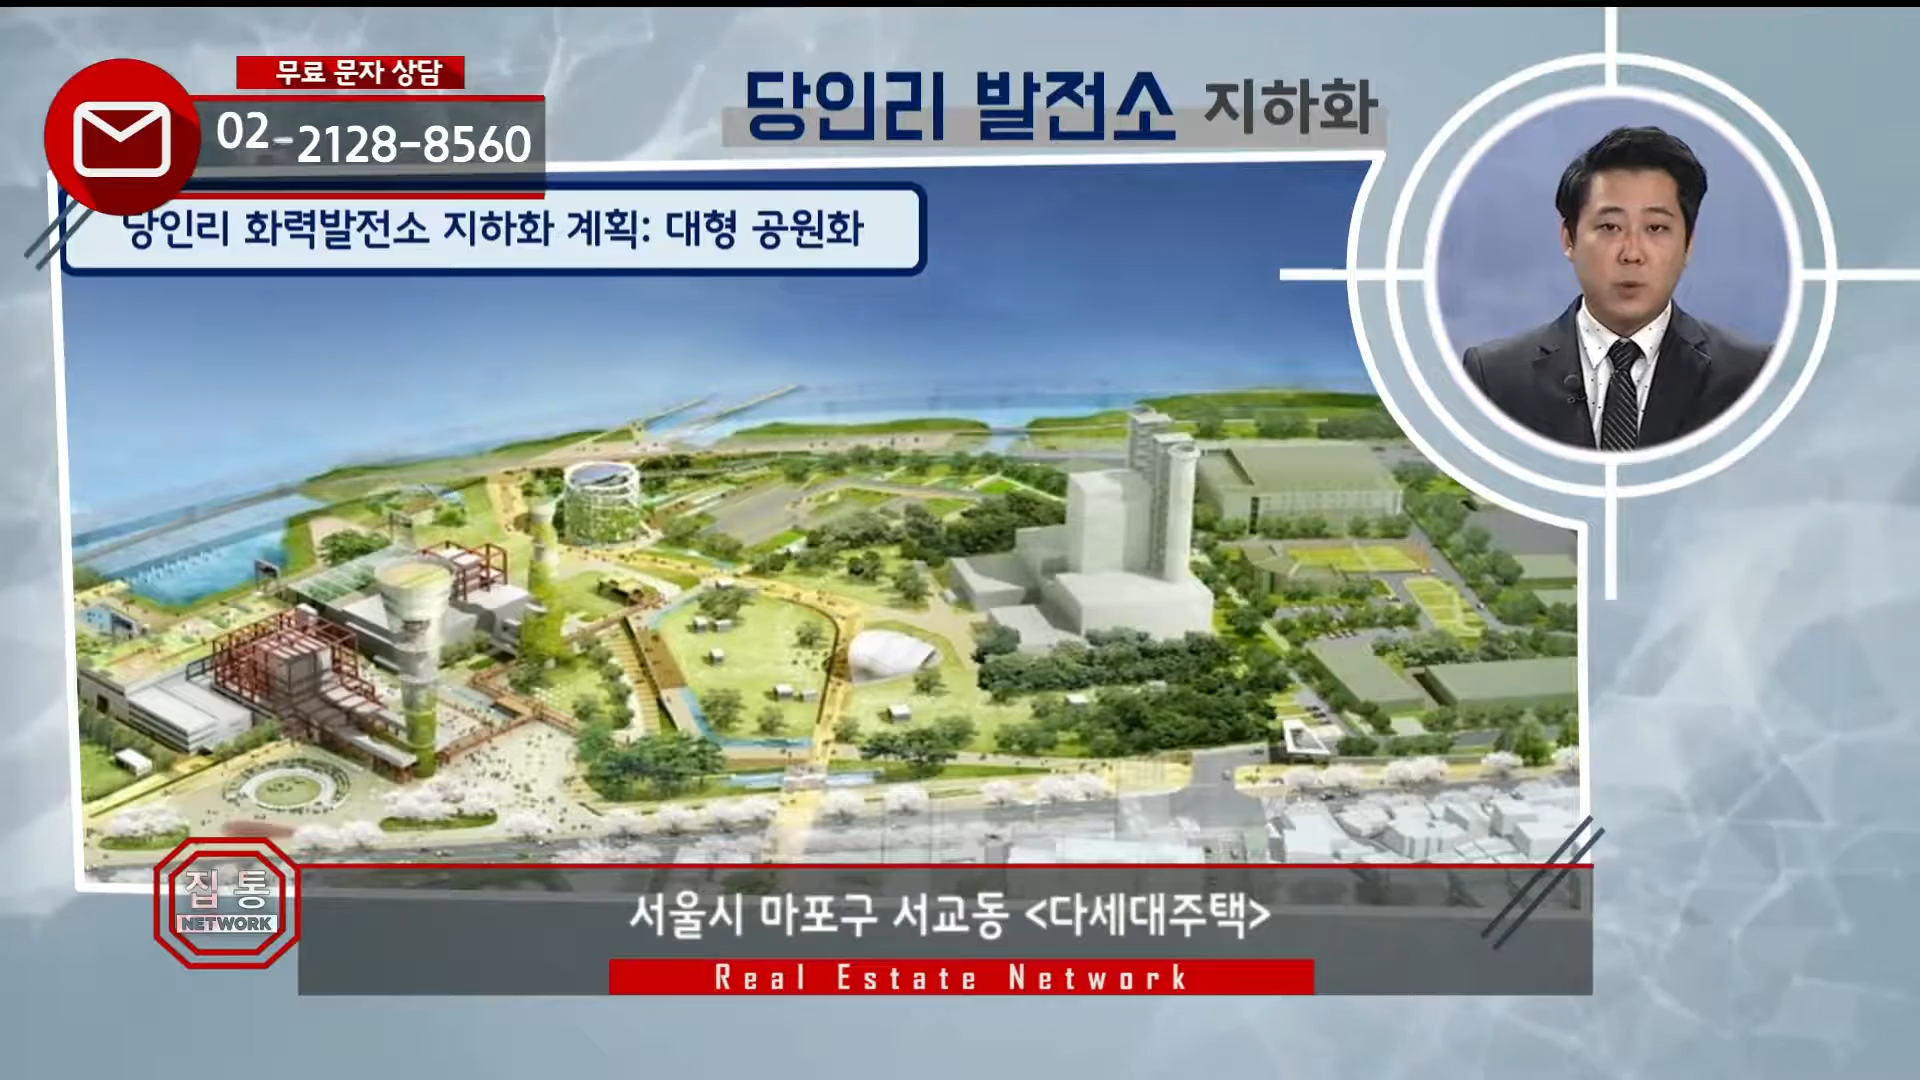 무료 문자 상담
02-2128-8560
당인리 발전소 지하화
당인리 화력발전소 지하화 계획: 대형 공원화
집통
NETWORK
서울시 마포구 서교동 <다세대주택>
Real Estate Network